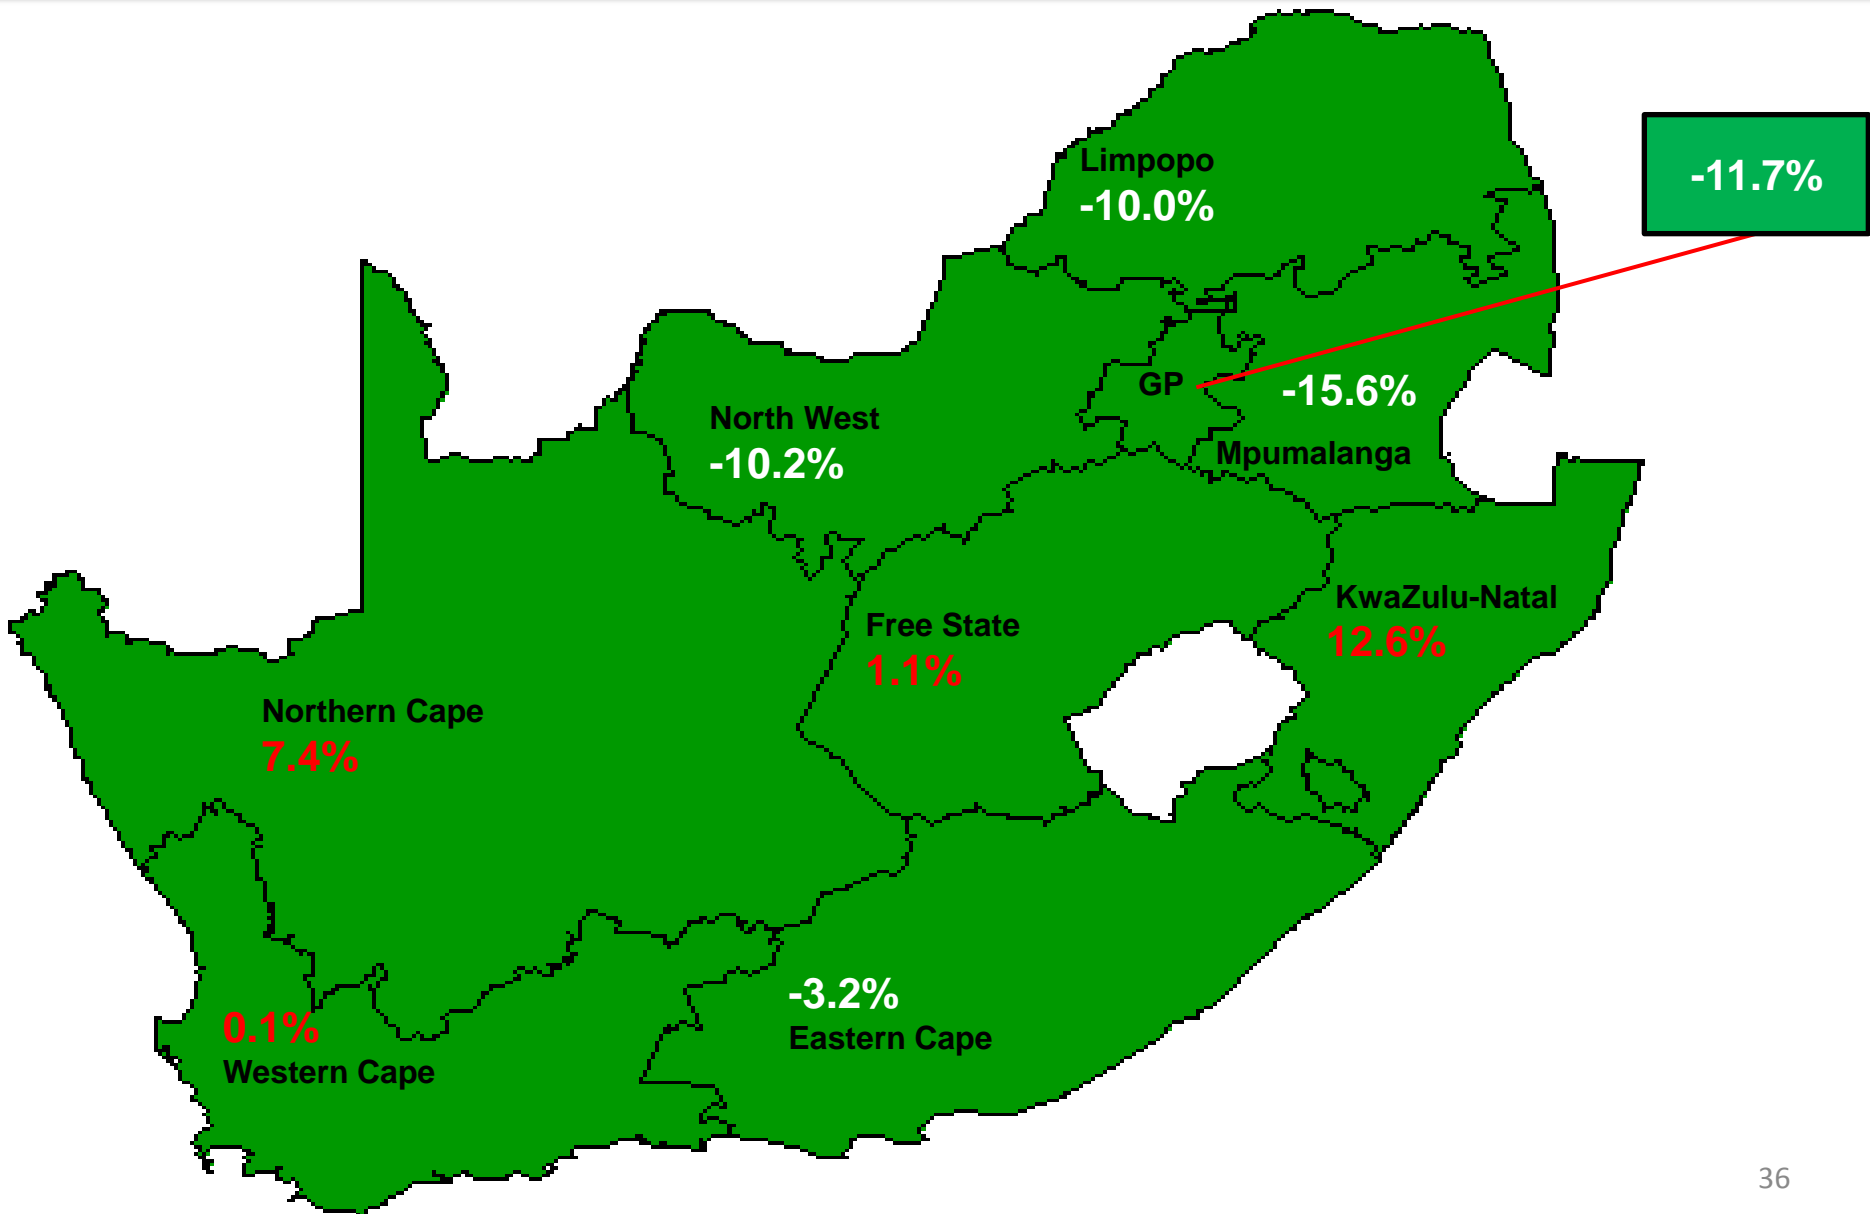 Limpopo
-10.0%
-11.7%
GP
-15.6%
Mpumalanga
North West
-10.2%
KwaZulu-Natal
12.6%
Free State
1.1%
Northern Cape
7.4%
-3.2%
Eastern Cape
0.1%
Western Cape
36